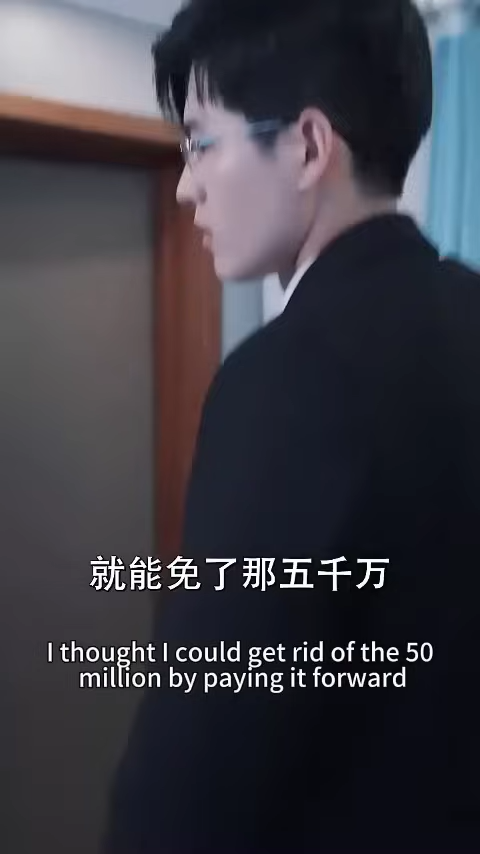 就能免了那五千万
I thought I could get rid of the 50
million by paying it forward